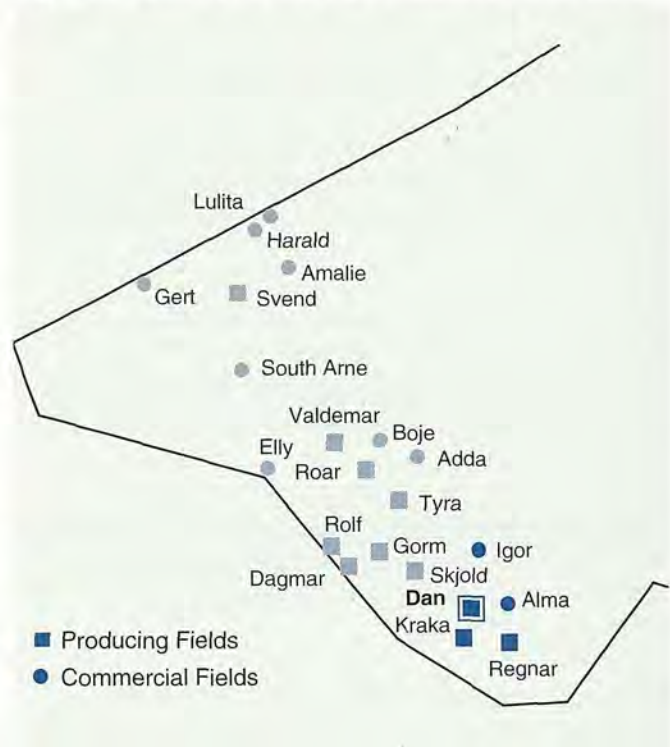 Lulita
Harald
Amalie
Gert
Svend
South Arne
Valdemar
Boje
Elly
Adda
Roar
Tyra
Rolf
Gorm
Igor
Dagmar
Skjold
Dan
Alma
Kraka
Producing Fields
Regnar
Commercial Fields